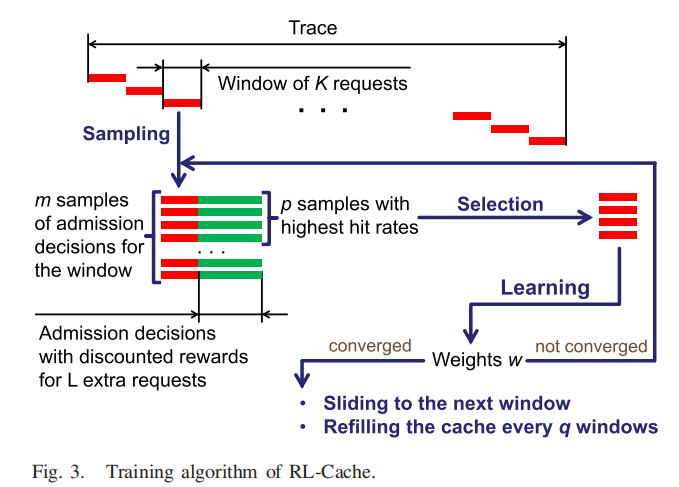 Trace
Window of K requests
. . .
Sampling
m samples
of admission
decisions for
the window
p samples with
highest hit rates
Selection
. . .
Learning
Admission decisions
with discounted rewards
for L extra requests
converged
Weights w
not converged
• Sliding to the next window
• Refilling the cache every q windows
Fig. 3. Training algorithm of RL-Cache.